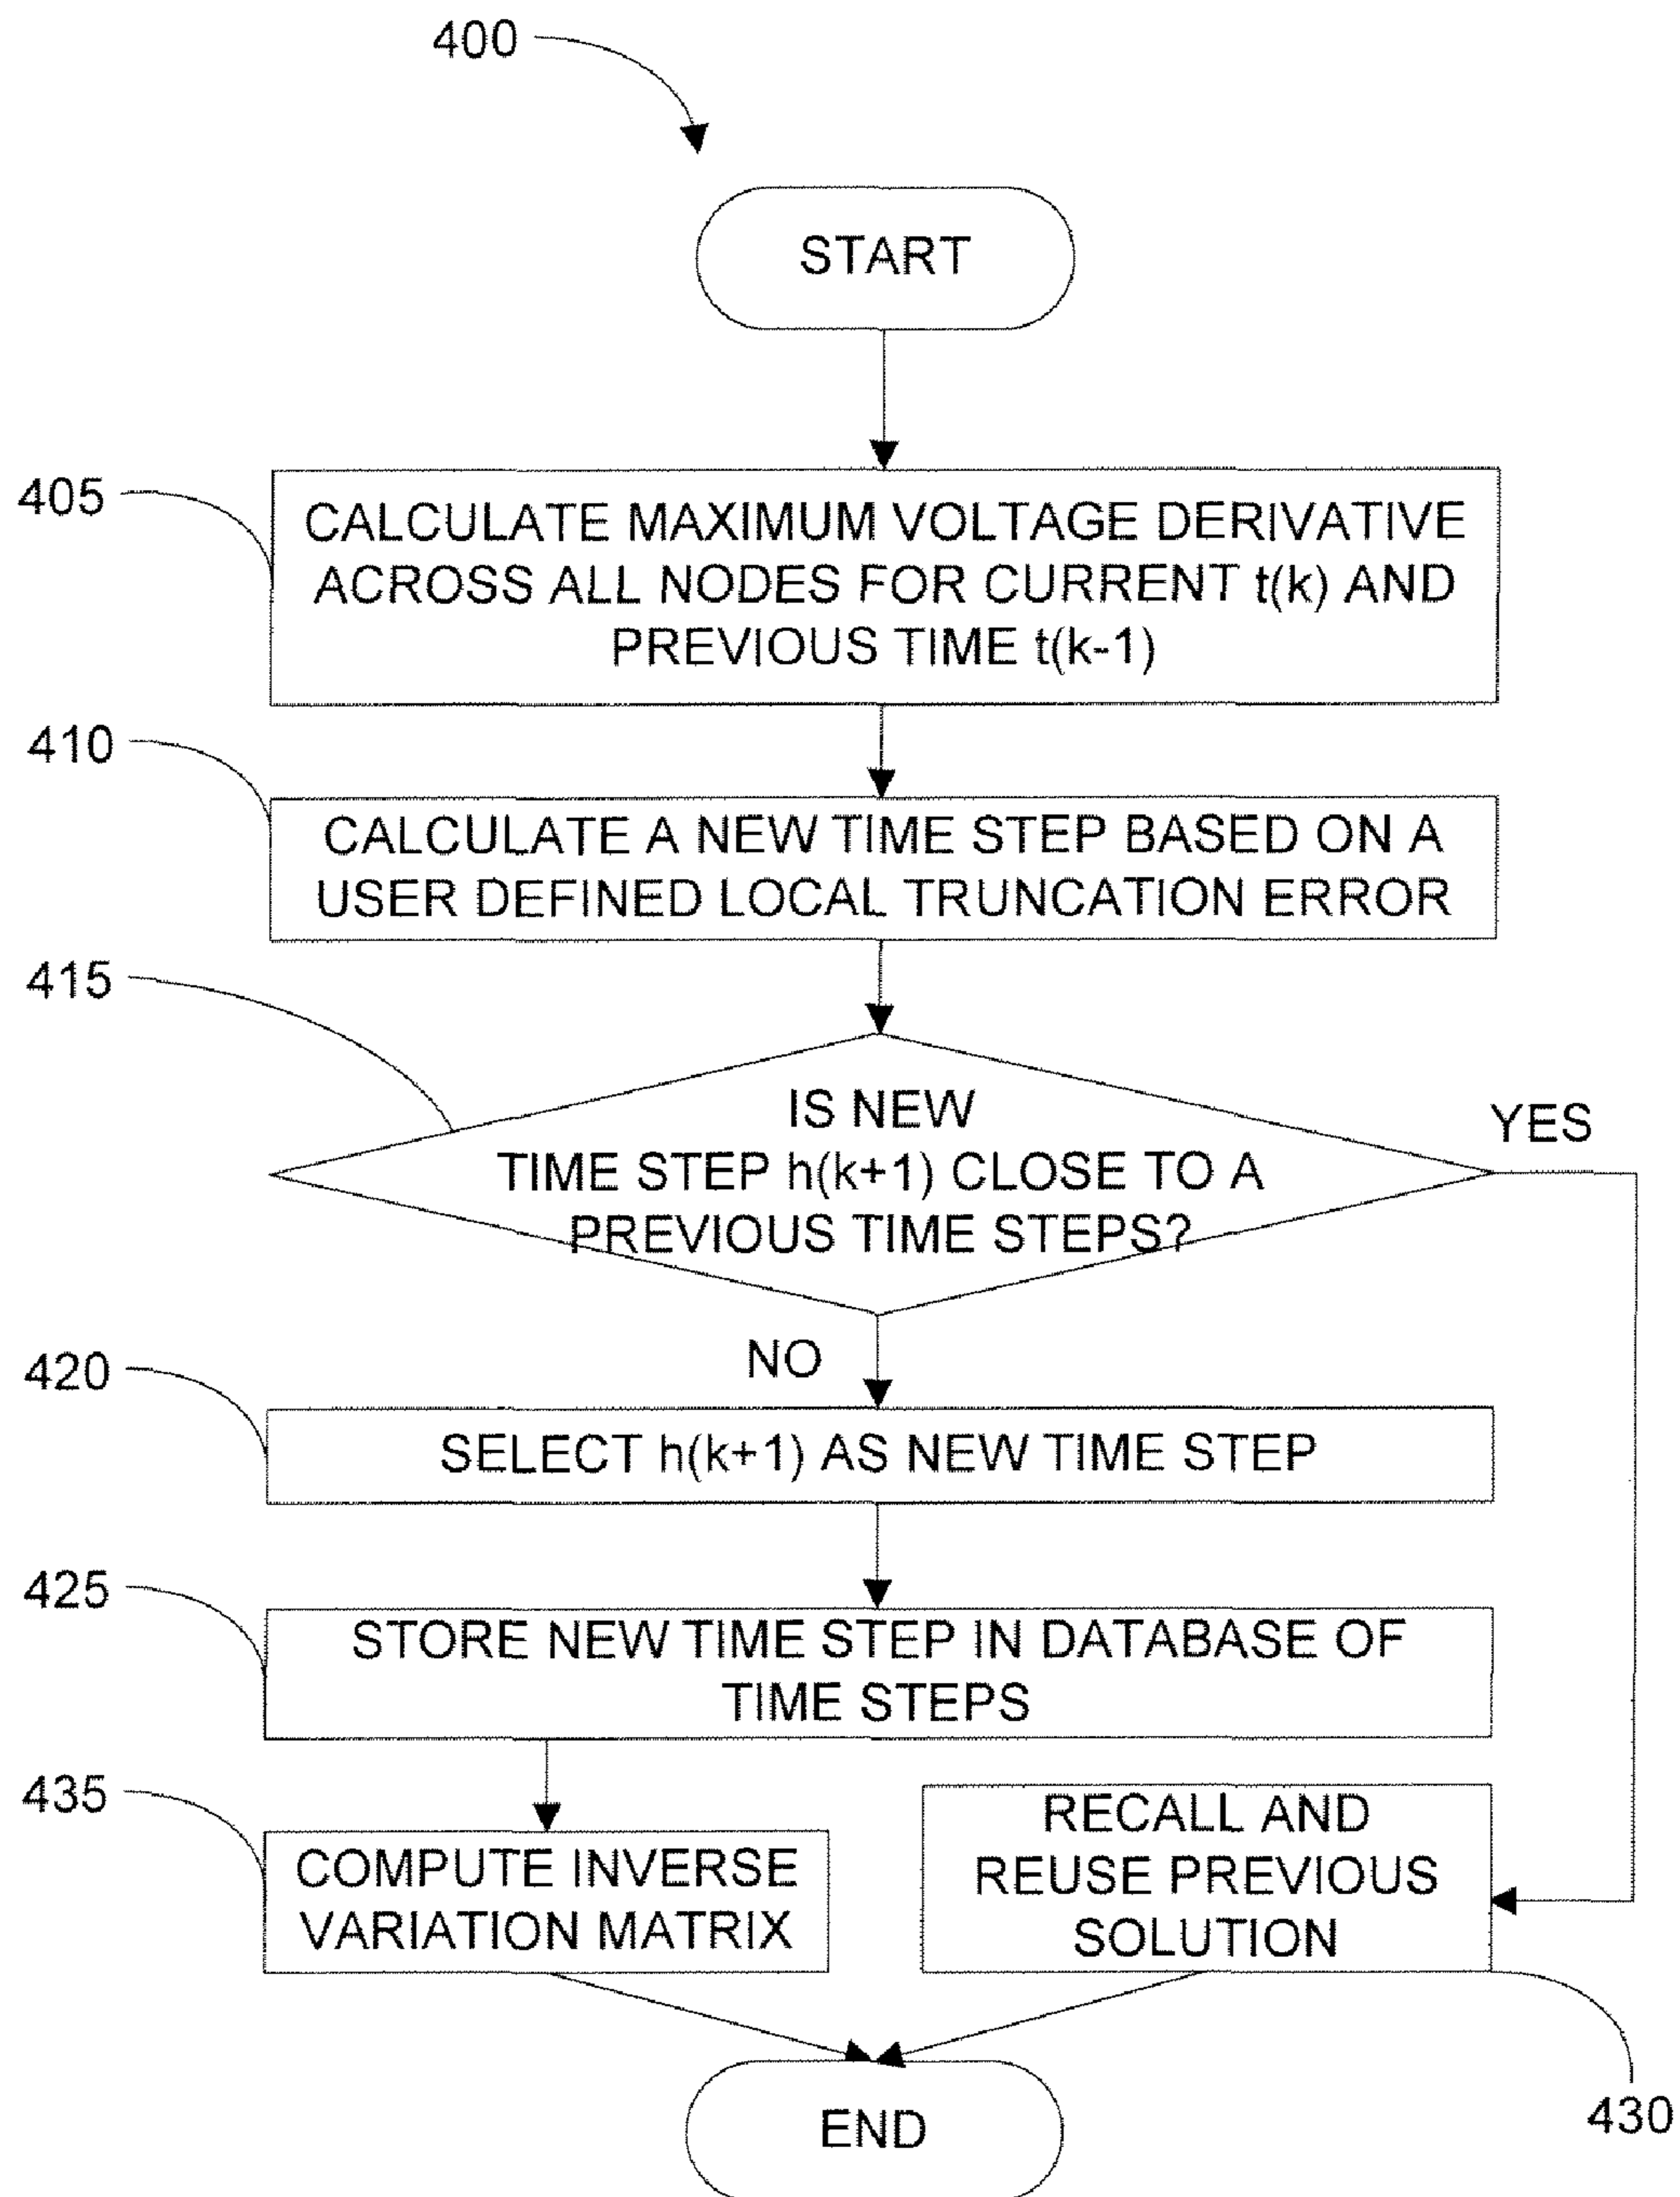 400
START
405
CALCULATE MAXIMUM VOLTAGE DERIVATIVE
ACROSS ALL NODES FOR CURRENT t(k) AND
PREVIOUS TIME t(k-1)
410
CALCULATE A NEW TIME STEP BASED ON A
USER DEFINED LOCAL TRUNCATION ERROR
415
IS NEW
TIME STEP h(k+1) CLOSE TO A
PREVIOUS TIME STEPS?
YES
NO
420
SELECT h(k+1) AS NEW TIME STEP
425
STORE NEW TIME STEP IN DATABASE OF
TIME STEPS
435
COMPUTE INVERSE
VARIATION MATRIX
RECALL AND
REUSE PREVIOUS
SOLUTION
430
END